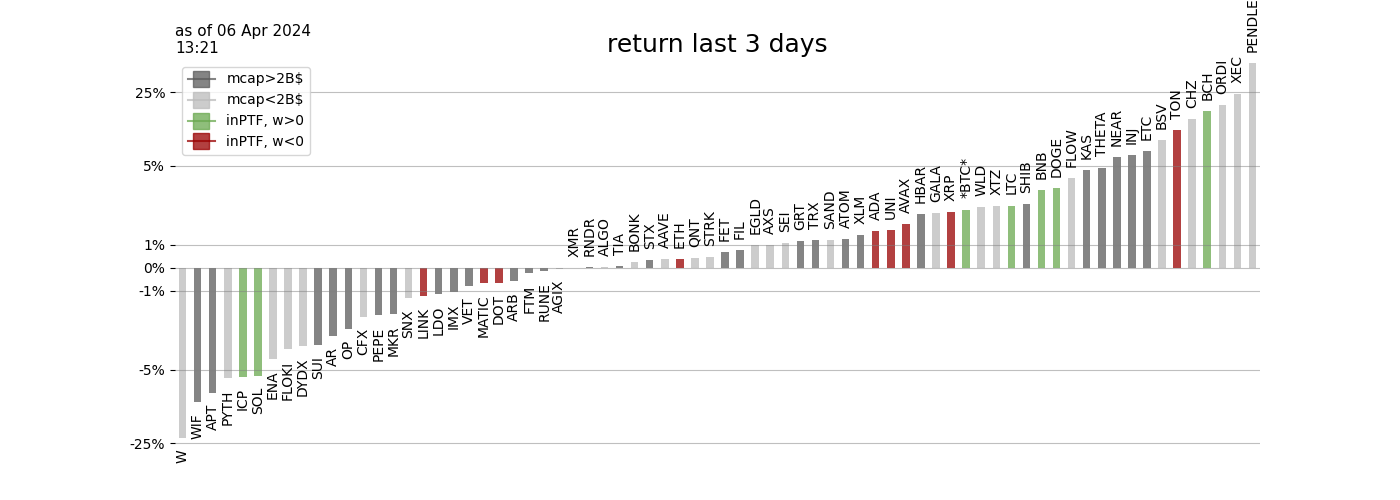 as of 06 Apr 2024
13:21
return last 3 days
mcap>2B$
mcap<2B$
inPTF, w>0
inPTF, w<0
25%
5%
1%
0%
-1%
-5%
-25%
W
WIF
APT
PYTH
ICP
SOL
ENA
FLOKI
DYDX
SUI
AR
OP
CFX
PEPE
MKR
SNX
LINK
LDO
IMX
VET
MATIC
DOT
ARB
FTM
RUNE
AGIX
XMR
RNDR
ALGO
TIA
BONK
STX
AAVE
ETH
QNT
STRK
FET
FIL
EGLD
AXS
SEI
GRT
TRX
SAND
ATOM
XLM
ADA
UNI
AVAX
HBAR
GALA
XRP
*BTC*
WLD
XTZ
LTC
SHIB
BNB
DOGE
FLOW
KAS
THETA
NEAR
INJ
ETC
BSV
TON
CHZ
BCH
ORDI
XEC
PENDLE